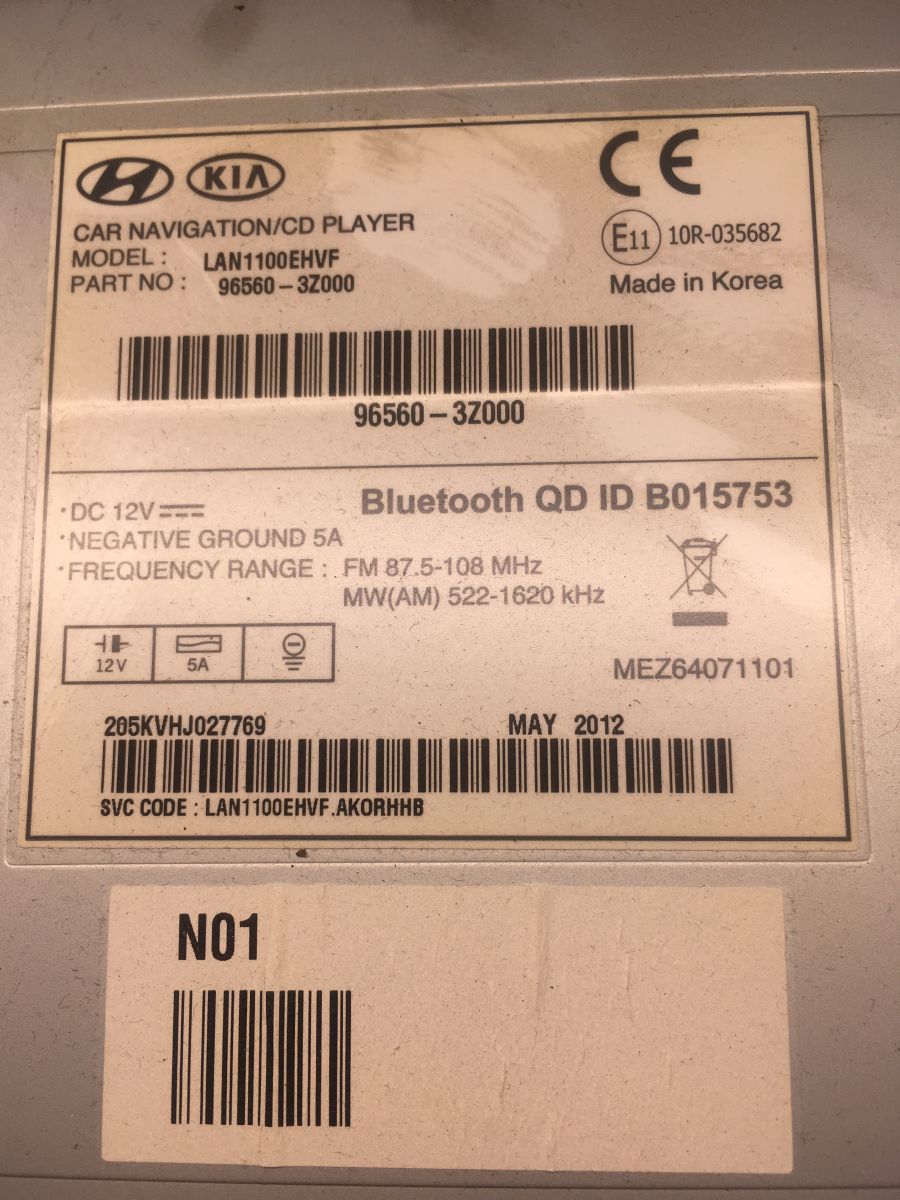 KIA
CE
CAR NAVIGATION/CD PLAYER
E11 10R-035682
MODEL : LAN1100EHVF
PART NO : 96560-3Z000
Made in Korea
96560-3Z000
· DC 12V
Bluetooth QD ID B015753
· NEGATIVE GROUND 5A
· FREQUENCY RANGE : FM 87.5-108 MHz
MW(AM) 522-1620 kHz
12V
5A
MEZ64071101
205KVHJ027769
MAY 2012
SVC CODE : LAN1100EHVF.AKORHHB
N01